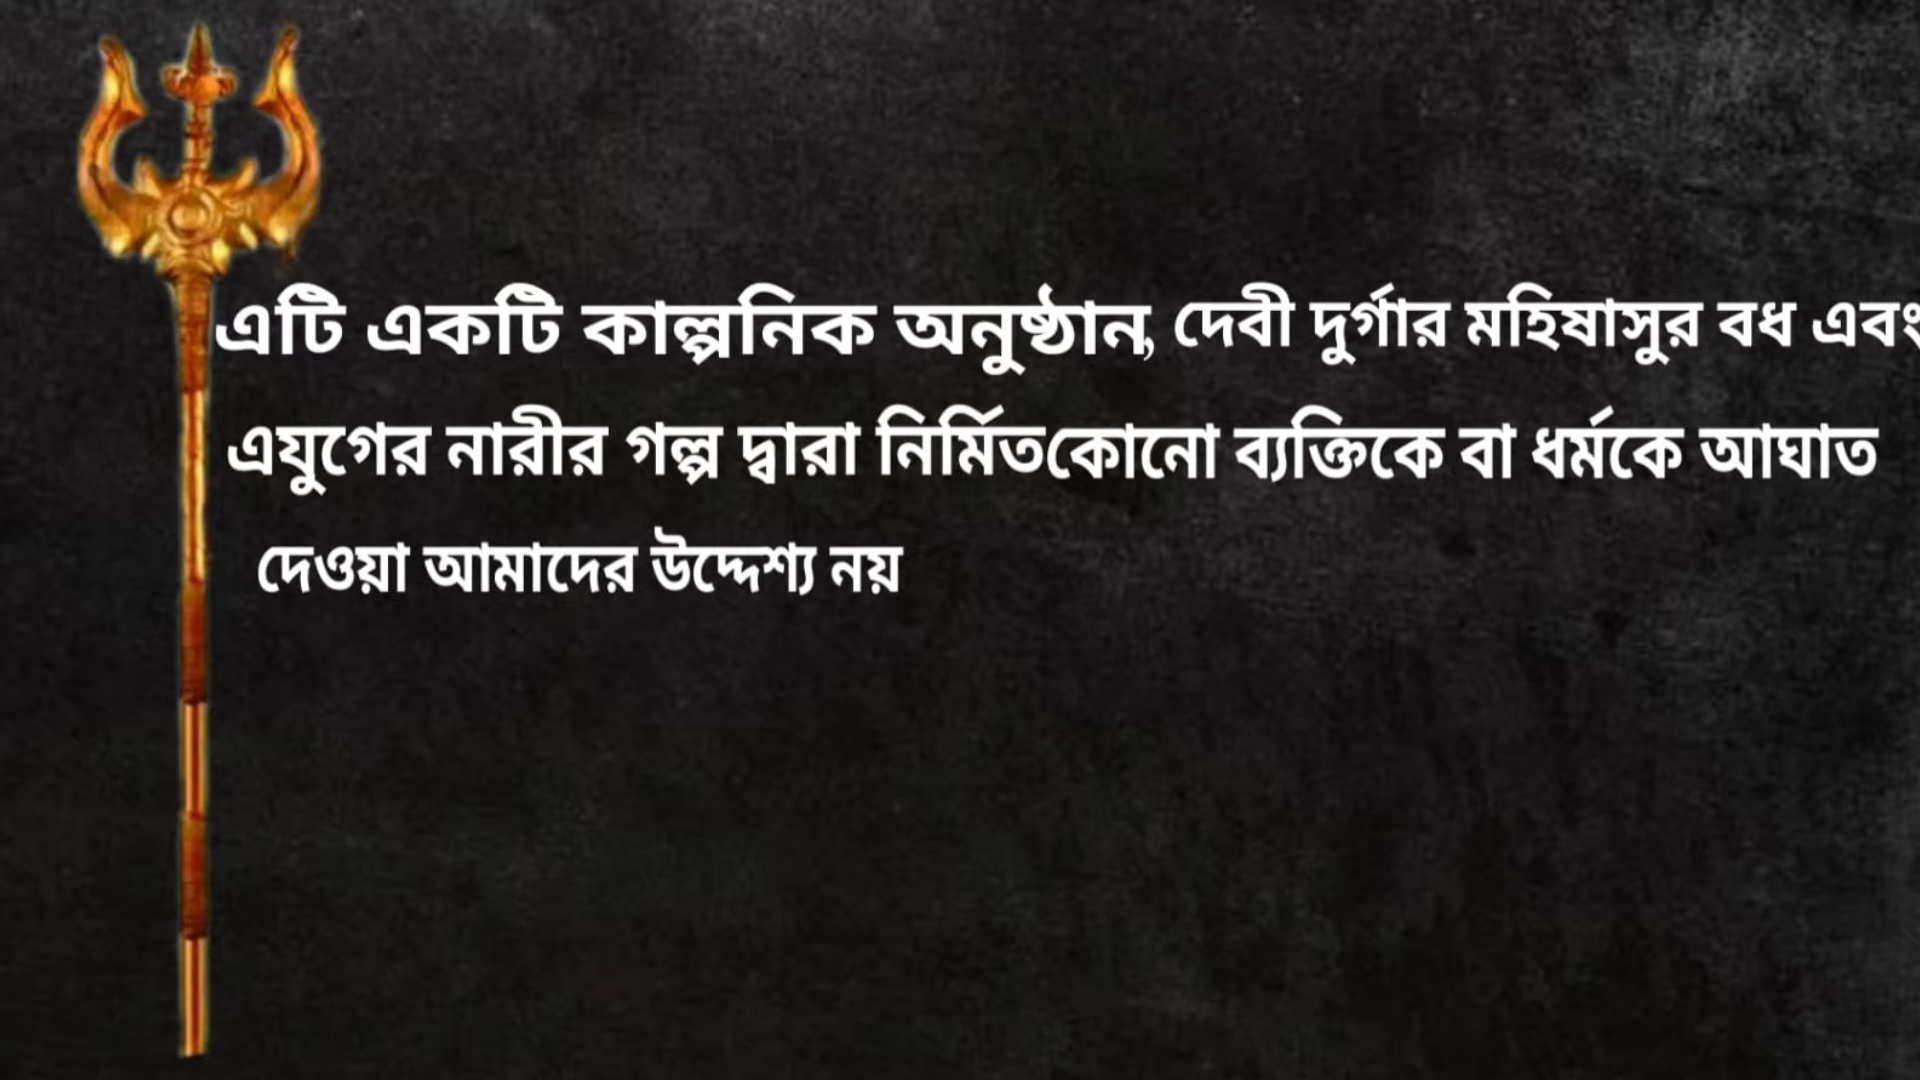 এটি একটি কাল্পনিক অনুষ্ঠান, দেবী দুর্গার মহিষাসুর বধ এবং
এযুগের নারীর গল্প দ্বারা নির্মিতকোনো ব্যক্তিকে বা ধর্মকে আঘাত
দেওয়া আমাদের উদ্দেশ্য নয়